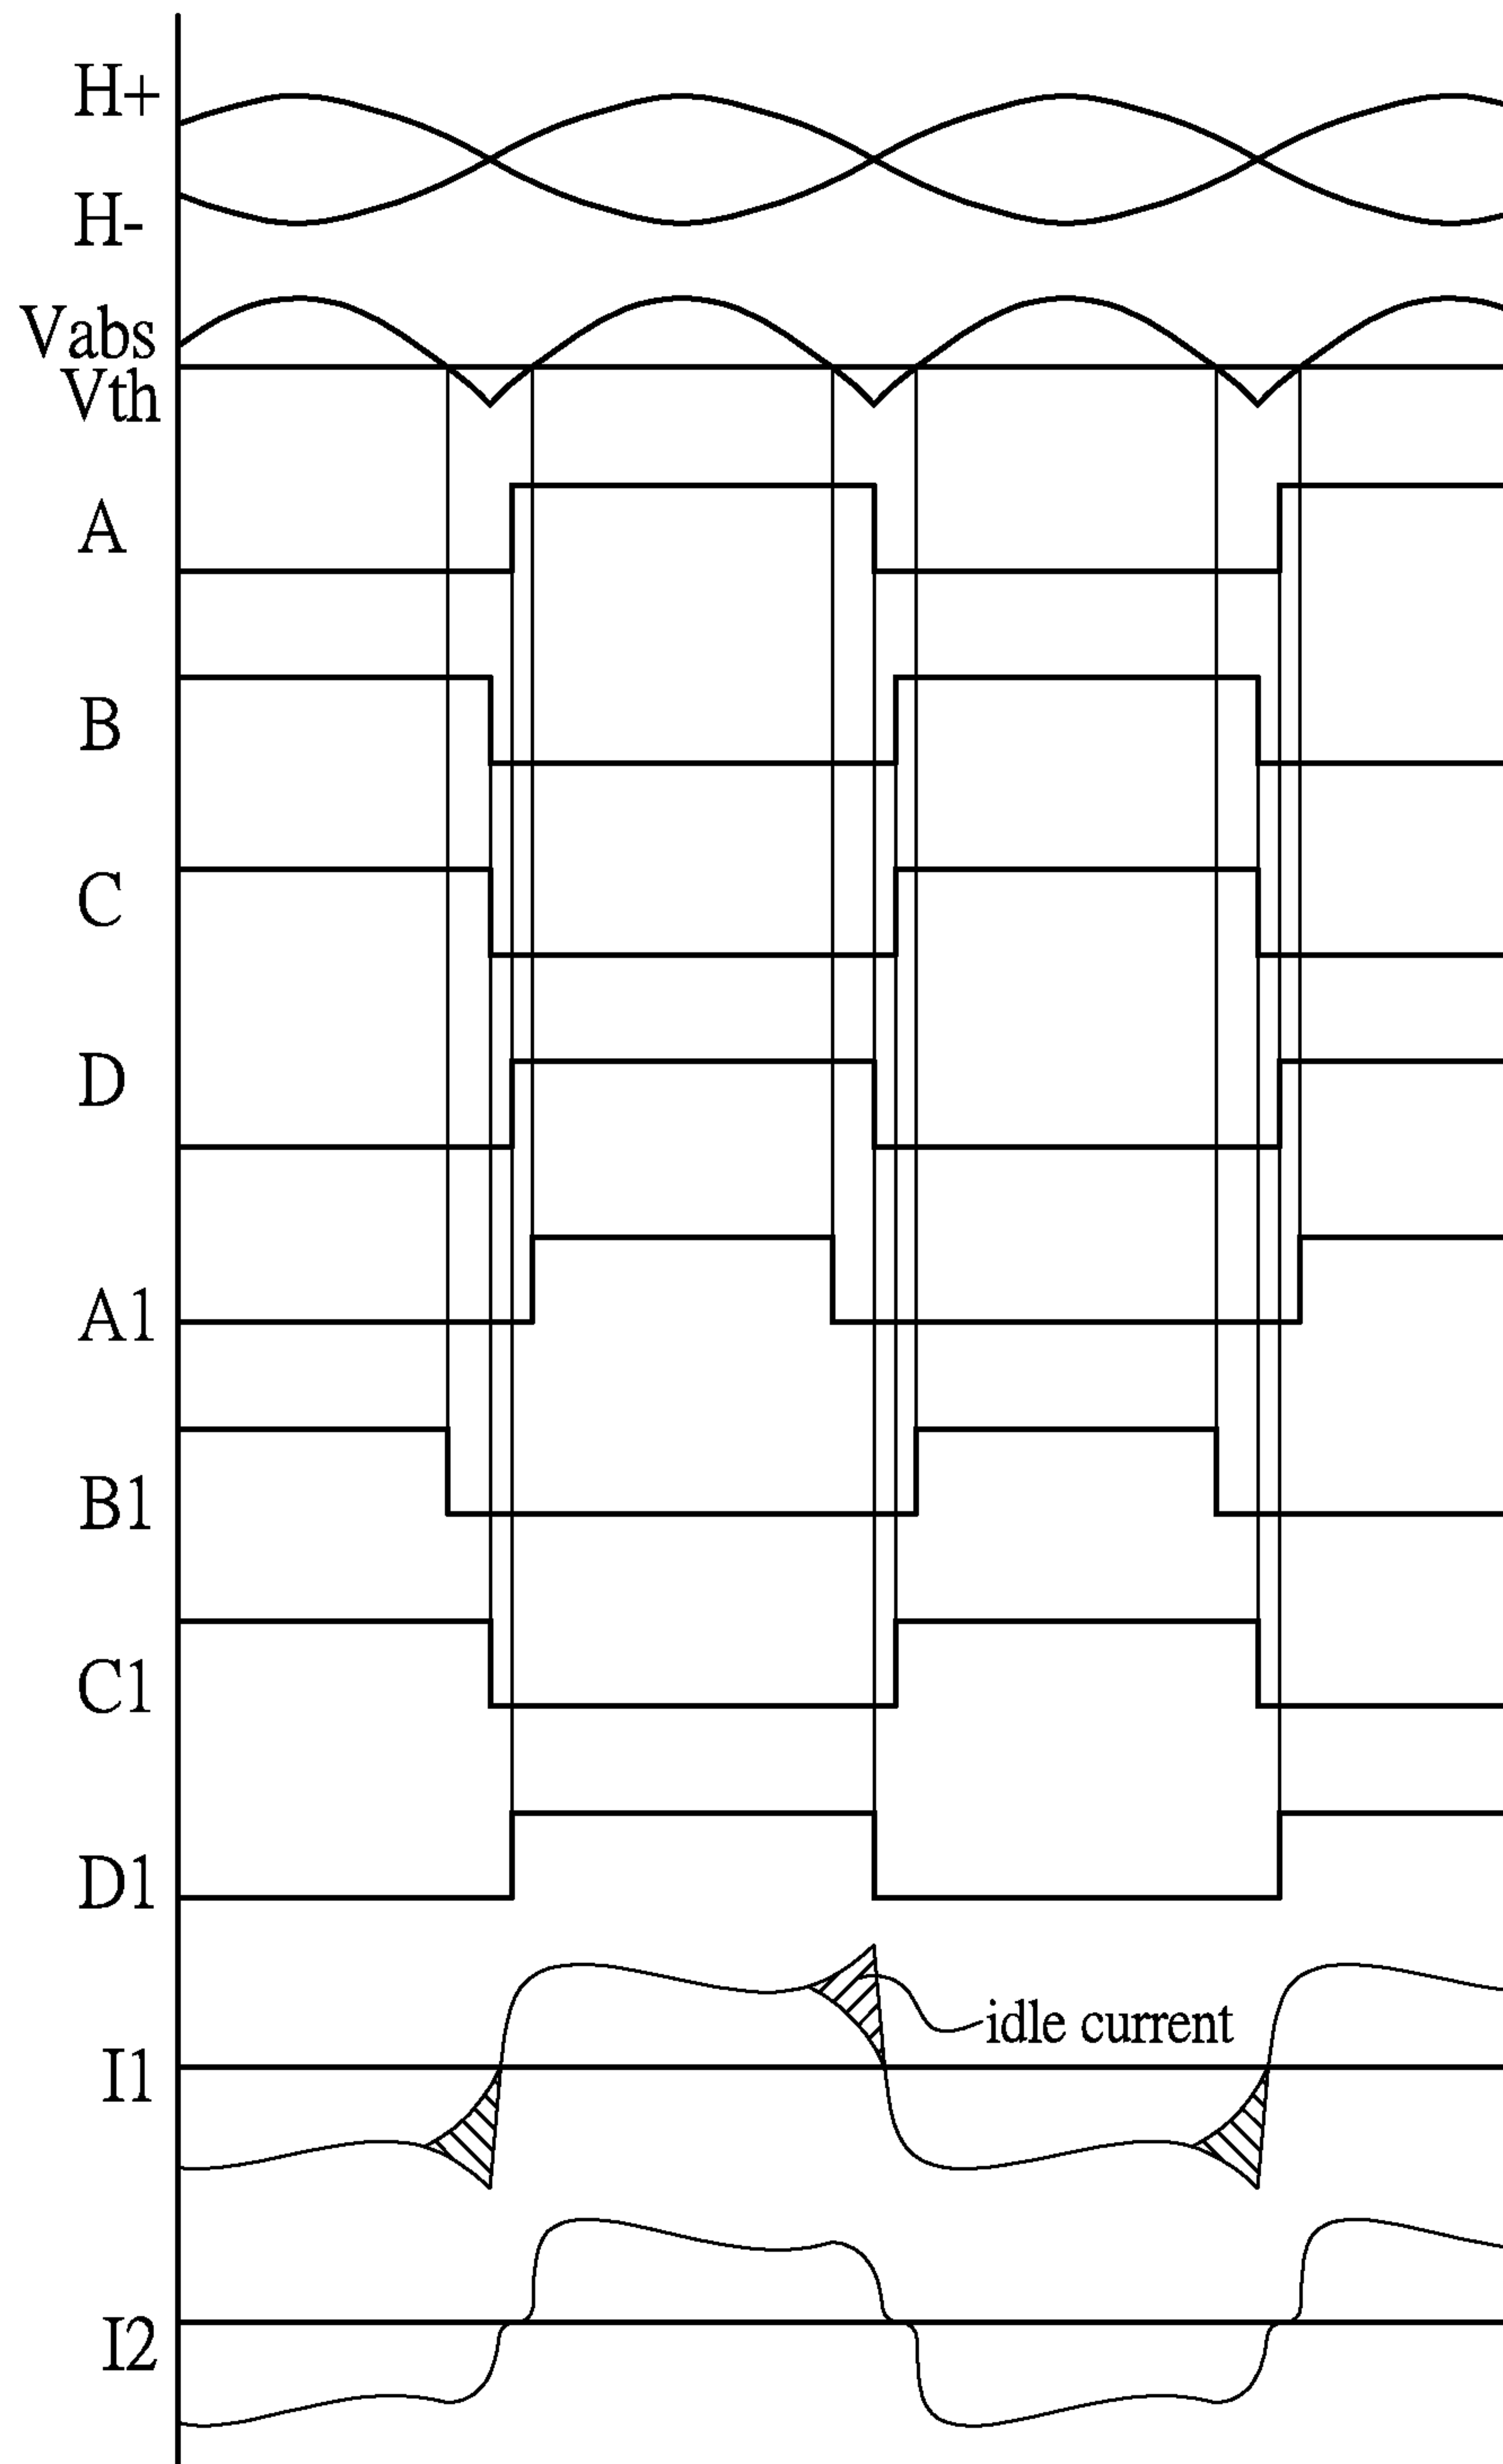 H+
H-
Vabs
Vth
A
B
C
D
A1
B1
C1
D1
idle current
I1
I2